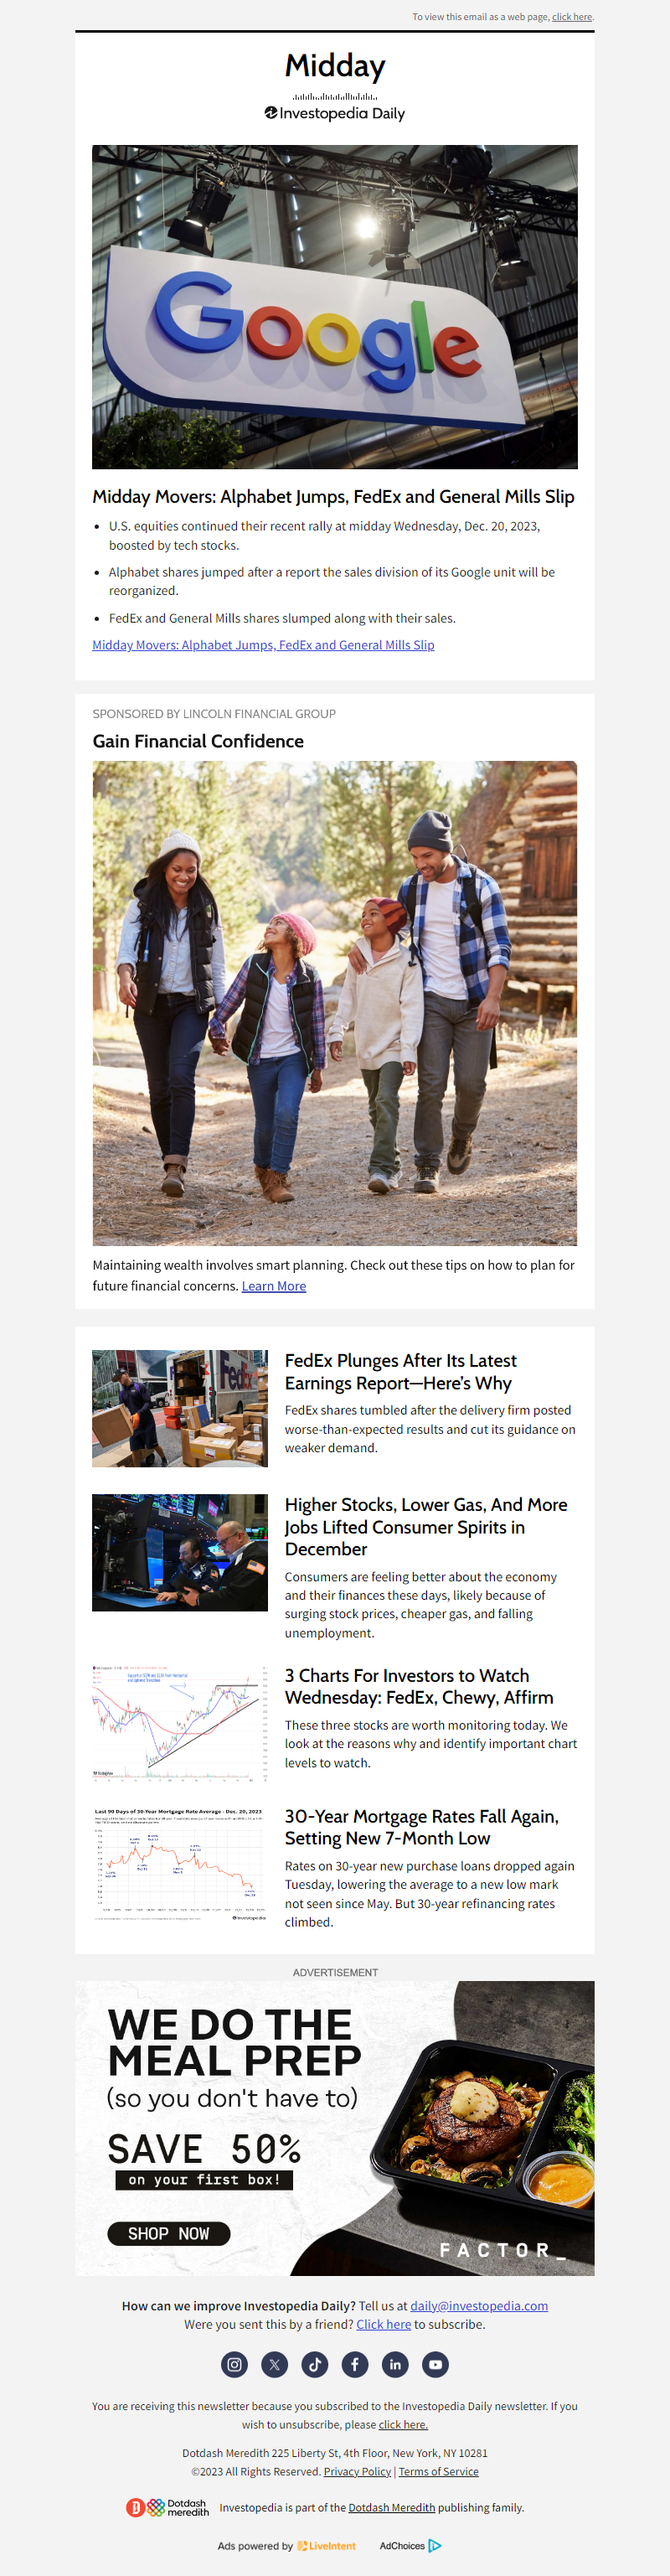 To view this email as a web page, click here.
Midday
Investopedia Daily
Google
Midday Movers: Alphabet Jumps, FedEx and General Mills Slip
• U.S. equities continued their recent rally at midday Wednesday, Dec. 20, 2023,
boosted by tech stocks.
• Alphabet shares jumped after a report the sales division of its Google unit will be
reorganized.
• FedEx and General Mills shares slumped along with their sales.
Midday Movers: Alphabet Jumps, FedEx and General Mills Slip
SPONSORED BY LINCOLN FINANCIAL GROUP
Gain Financial Confidence
Maintaining wealth involves smart planning. Check out these tips on how to plan for
future financial concerns. Learn More
FedEx
FedEx Plunges After Its Latest
Earnings Report—Here's Why
FedEx shares tumbled after the delivery firm posted
worse-than-expected results and cut its guidance on
weaker demand.
Higher Stocks, Lower Gas, And More
Jobs Lifted Consumer Spirits in
December
Consumers are feeling better about the economy
and their finances these days, likely because of
surging stock prices, cheaper gas, and falling
unemployment.
3 Charts For Investors to Watch
Wednesday: FedEx, Chewy, Affirm
These three stocks are worth monitoring today. We
look at the reasons why and identify important chart
levels to watch.
Last 90 Days of 30-Year Mortgage Rate Average - Dec. 20, 2023
Investopedia
30-Year Mortgage Rates Fall Again,
Setting New 7-Month Low
Rates on 30-year new purchase loans dropped again
Tuesday, lowering the average to a new low mark
not seen since May. But 30-year refinancing rates
climbed.
ADVERTISEMENT
WE DO THE
MEAL PREP
(so you don't have to)
SAVE 50%
on your first box!
SHOP NOW
FACTOR_
How can we improve Investopedia Daily? Tell us at daily@investopedia.com
Were you sent this by a friend? Click here to subscribe.
You are receiving this newsletter because you subscribed to the Investopedia Daily newsletter. If you
wish to unsubscribe, please click here.
Dotdash Meredith 225 Liberty St, 4th Floor, New York, NY 10281
©2023 All Rights Reserved. Privacy Policy | Terms of Service
Dotdash
meredith
Investopedia is part of the Dotdash Meredith publishing family.
Ads powered by LiveIntent
AdChoices